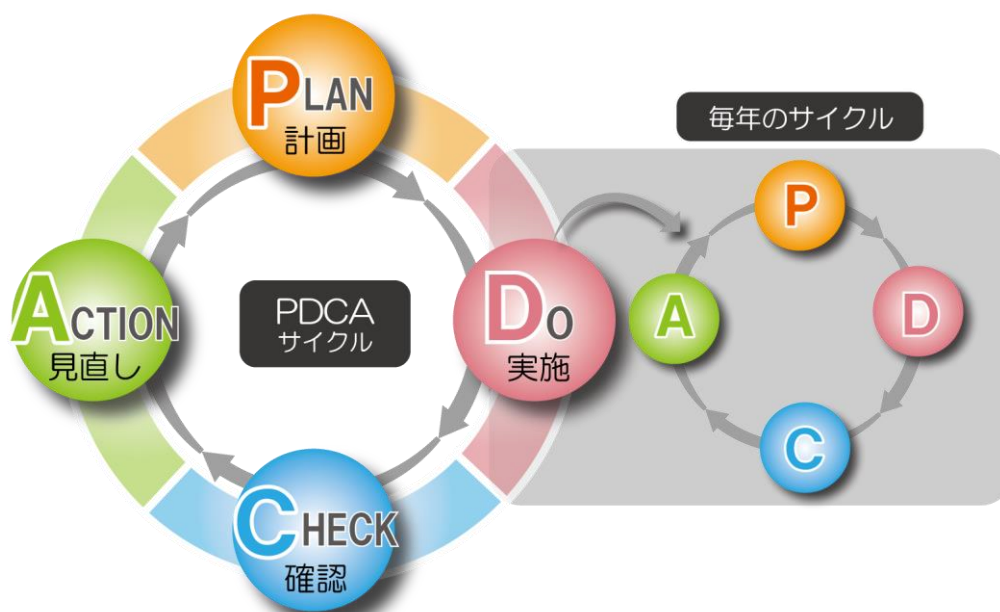 PLAN
計画
毎年のサイクル
P
ACTION
見直し
PDCA
サイクル
DO
実施
A
D
C
CHECK
確認